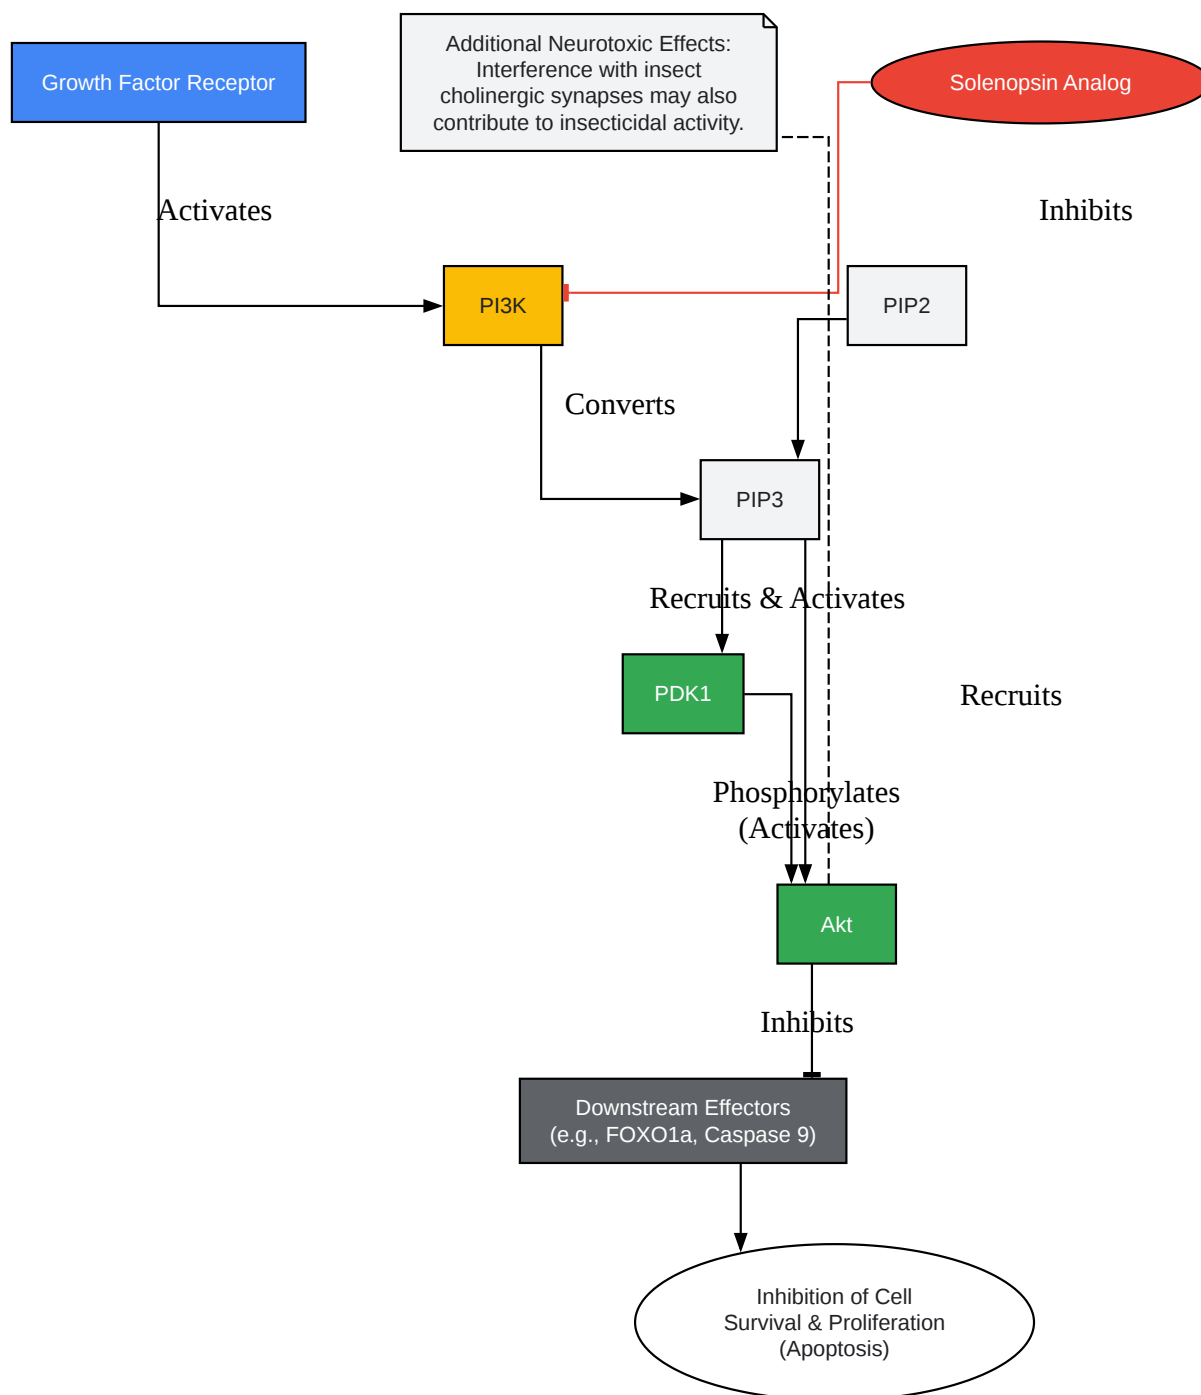 Growth Factor Receptor
Additional Neurotoxic Effects:
Interference with insect
cholinergic synapses may also
contribute to insecticidal activity.
Solenopsin Analog
Activates
Inhibits
PI3K
PIP2
Converts
PIP3
Recruits & Activates
PDK1
Recruits
Phosphorylates
(Activates)
Akt
Inhibits
Downstream Effectors
(e.g., FOXO1a, Caspase 9)
Inhibition of Cell
Survival & Proliferation
(Apoptosis)